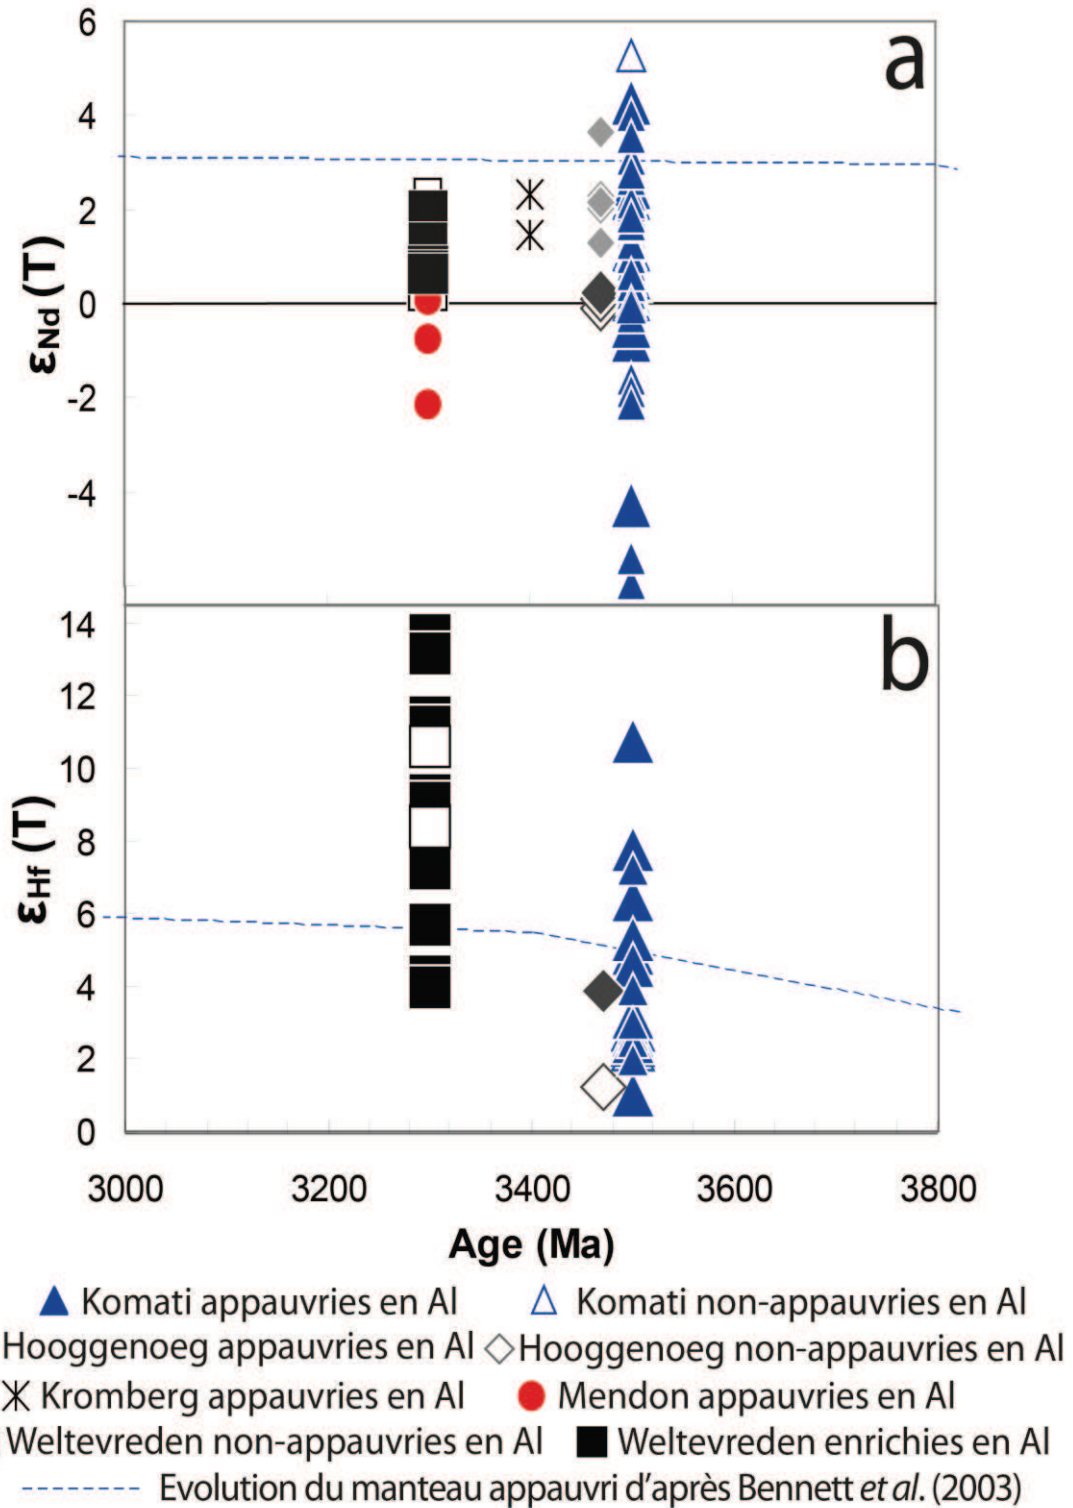 a
6
4
2
0
-2
-4
εNd (T)
b
14
12
10
8
6
4
2
0
εHf (T)
3000 3200 3400 3600 3800
Age (Ma)
Komati appauvries en Al Komati non-appauvries en Al
Hooggenoeg appauvries en Al Hooggenoeg non-appauvries en Al
Kromberg appauvries en Al Mendon appauvries en Al
Weltevreden non-appauvries en Al Weltevreden enrichies en Al
Evolution du manteau appauvri d'après Bennett et al. (2003)